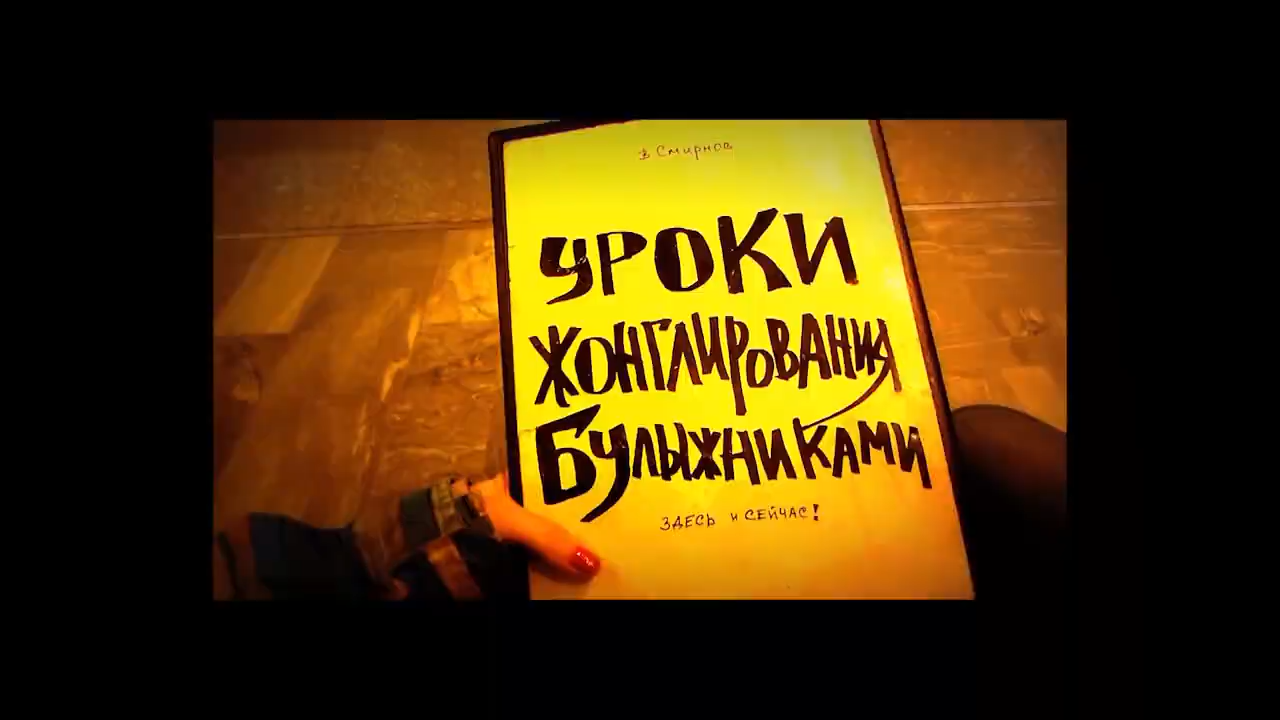 В Смирнов
УРОКИ
ЖОНГЛИРОВАНИЯ
БУЛЫЖНИКАМИ
ЗДЕСЬ И СЕЙЧАС!